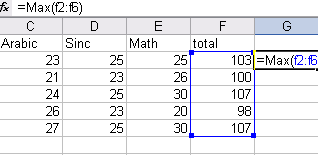 fx =Max(f2:f6)
C D E F G
Arabic Sinc Math total
23 25 25 103 =Max(f2:f6
21 23 26 100
24 25 30 107
26 23 20 98
27 25 30 107